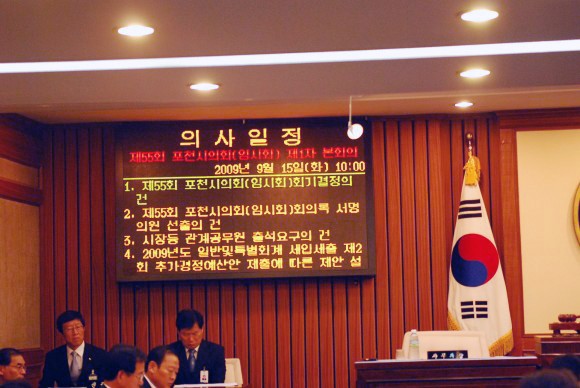 의사일정
제55회 포천시의회(임시회) 제1차 본회의
2009년 9월 15일(화) 10:00
1. 제55회 포천시의회(임시회)회기결정의
건
2. 제55회 포천시의회(임시회)회의록 서명
의원 선출의 건
3. 시장등 관계공무원 출석요구의 건
4. 2009년도 일반및특별회계 세입세출 제2
회 추가경정예산안 제출에 따른 제안 설